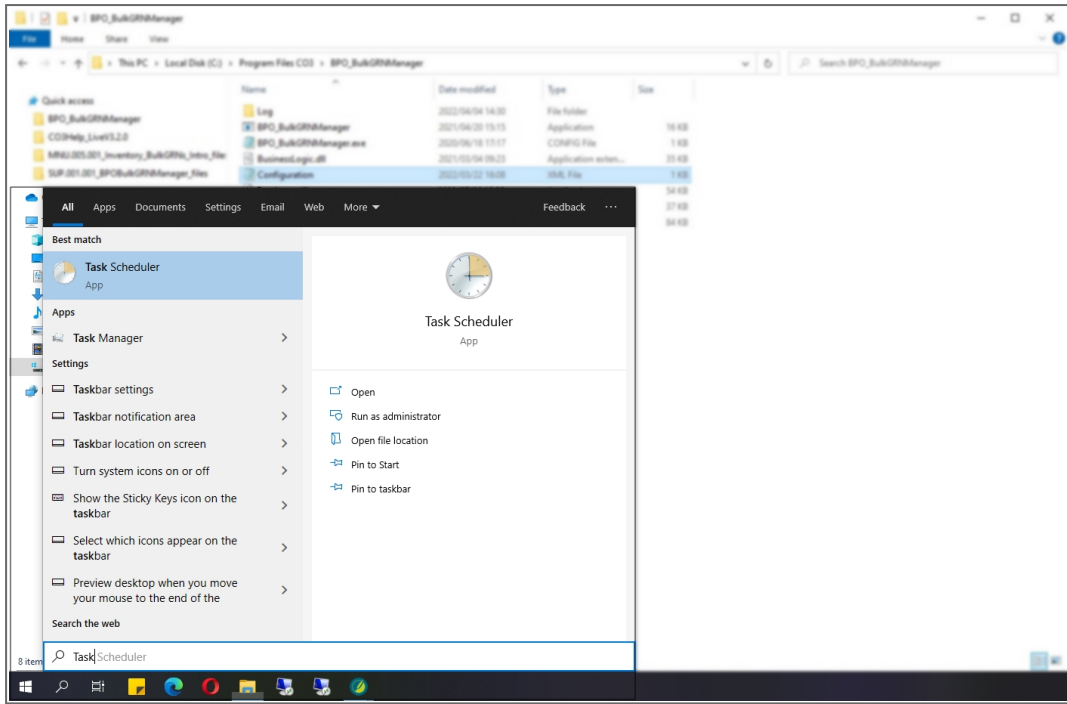 BPO_BulkGRNManager
File Home Share View
This PC Local Disk (C:) Program Files CO3 BPO_BulkGRNManager
Search BPO_BulkGRNManager
Name Date modified Type Size
Quick access
BPO_BulkGRNManager
CO3Help_LiveV3.2.0
MNU.005.001_Inventory_BulkGRNs_Intro_file
SUP.001.001_BPOBulkGRNManager_files
Log 2022/04/04 14:30 File folder
BPO_BulkGRNManager 2021/04/20 15:15 Application 16 KB
BPO_BulkGRNManager.exe 2020/06/18 17:17 CONFIG File 1 KB
BusinessLogic.dll 2021/03/04 09:23 Application exten... 35 KB
Configuration 2022/03/22 16:08 XML File 1 KB
54 KB
37 KB
84 KB
All Apps Documents Settings Email Web More Feedback ...
Best match
Task Scheduler
App
Apps
Task Manager
Settings
Taskbar settings
Taskbar notification area
Taskbar location on screen
Turn system icons on or off
Show the Sticky Keys icon on the
taskbar
Select which icons appear on the
taskbar
Preview desktop when you move
your mouse to the end of the
Search the web
Task Scheduler
App
Open
Run as administrator
Open file location
Pin to Start
Pin to taskbar
8 item
Task Scheduler